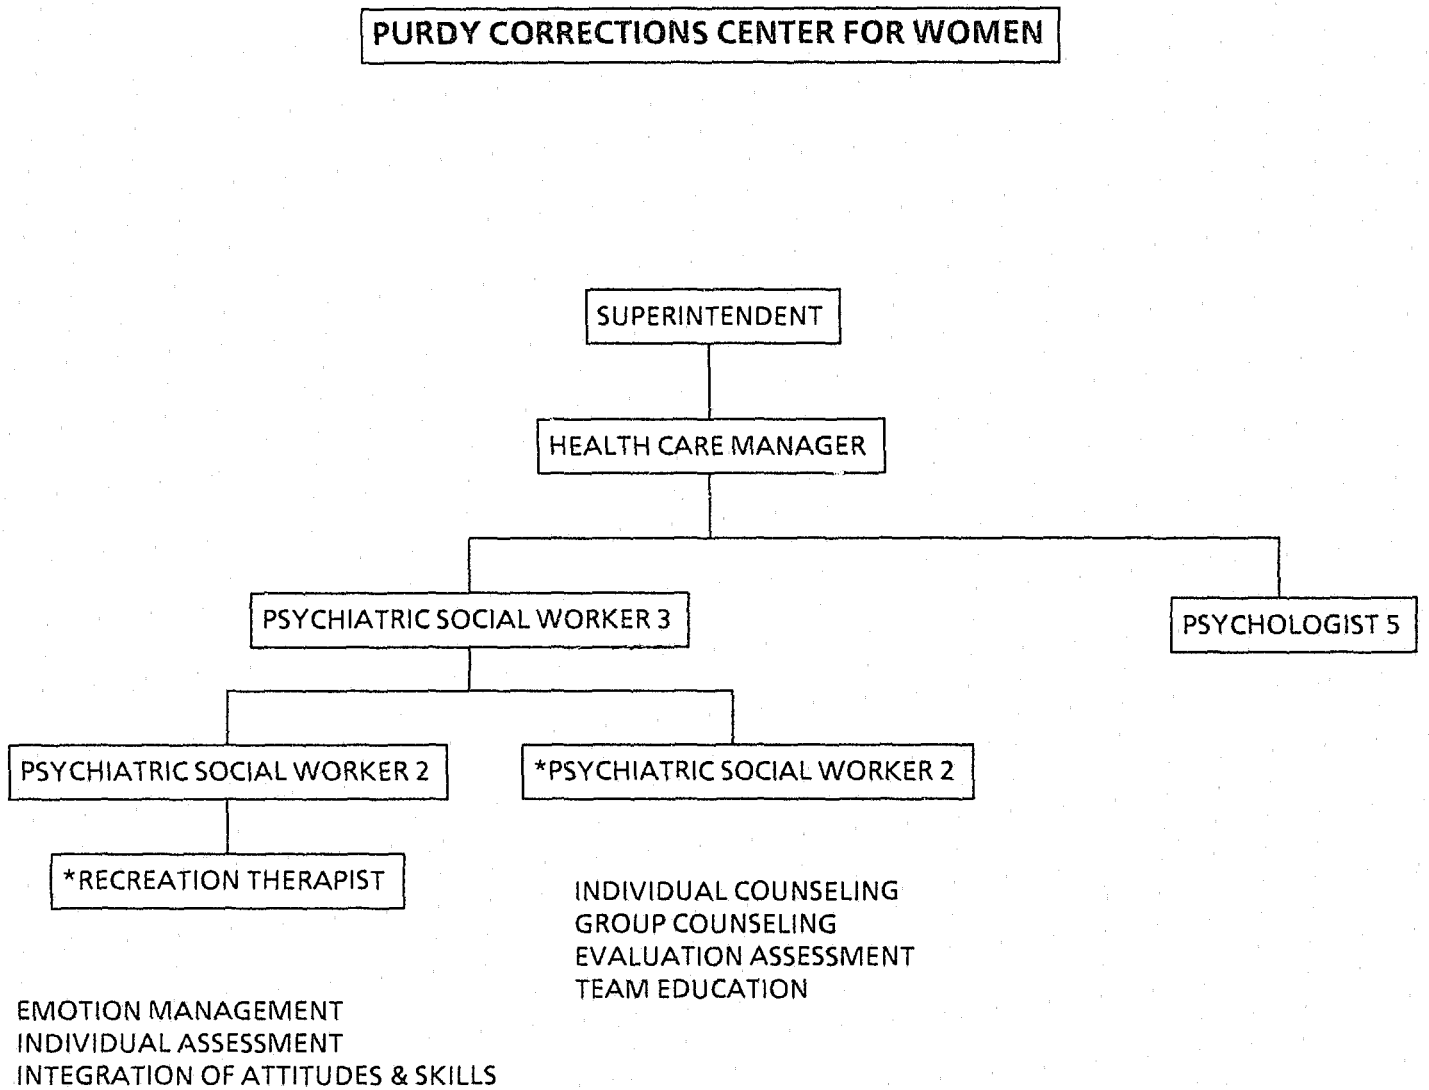 PURDY CORRECTIONS CENTER FOR WOMEN
SUPERINTENDENT
HEALTH CARE MANAGER
PSYCHIATRIC SOCIAL WORKER 3
PSYCHOLOGIST 5
PSYCHIATRIC SOCIAL WORKER 2
*PSYCHIATRIC SOCIAL WORKER 2
*RECREATION THERAPIST
INDIVIDUAL COUNSELING
GROUP COUNSELING
EVALUATION ASSESSMENT
TEAM EDUCATION
EMOTION MANAGEMENT
INDIVIDUAL ASSESSMENT
INTEGRATION OF ATTITUDES & SKILLS